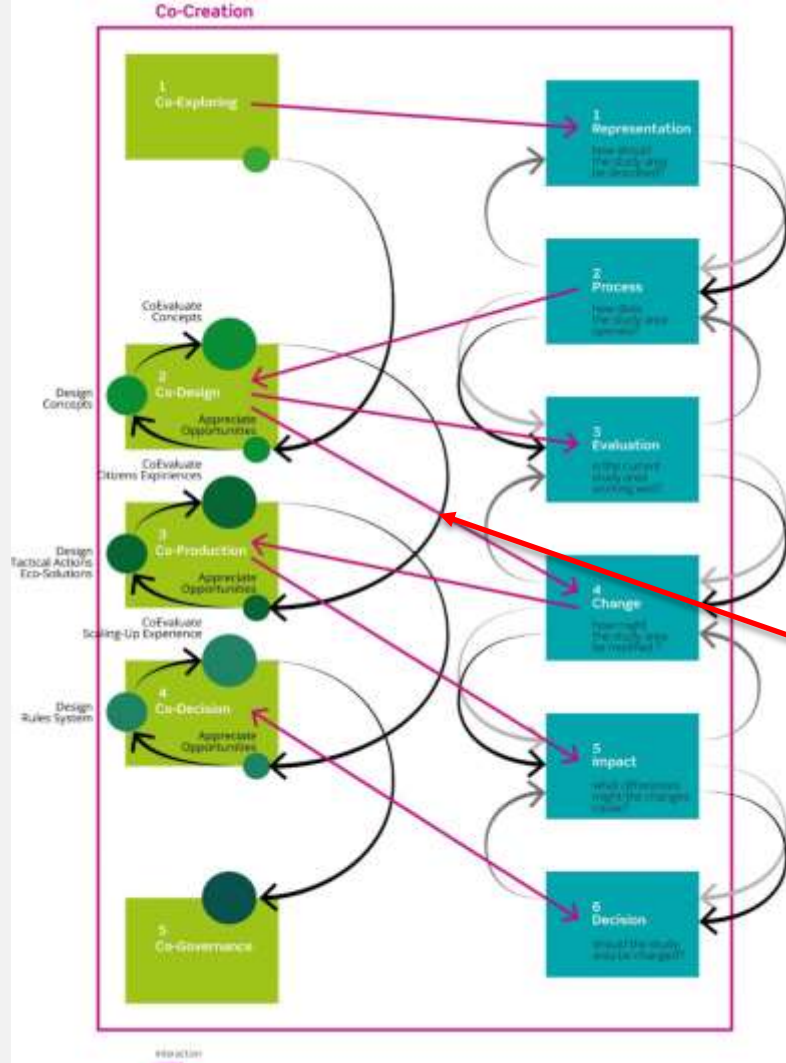 Co-Creation
1
Co-Exploring
1
Representation
how should
the study area
be described?
2
Process
how does
the study area
operate?
CoEvaluate
Concepts
2
Co-Design
Design
Concepts
Appreciate
Opportunities
3
Evaluation
is the current
study area
working well?
CoEvaluate
Citizens Expiriences
3
Co-Production
Design
Tactical Actions
Eco-Solutions
Appreciate
Opportunities
4
Change
how might
the study area
be modified ?
CoEvaluate
Scaling-Up Experience
4
Co-Decision
Design
Rules System
Appreciate
Opportunities
5
Impact
what differences
might the changes
cause?
5
Co-Governance
6
Decision
should the study
area be changed?
interaction